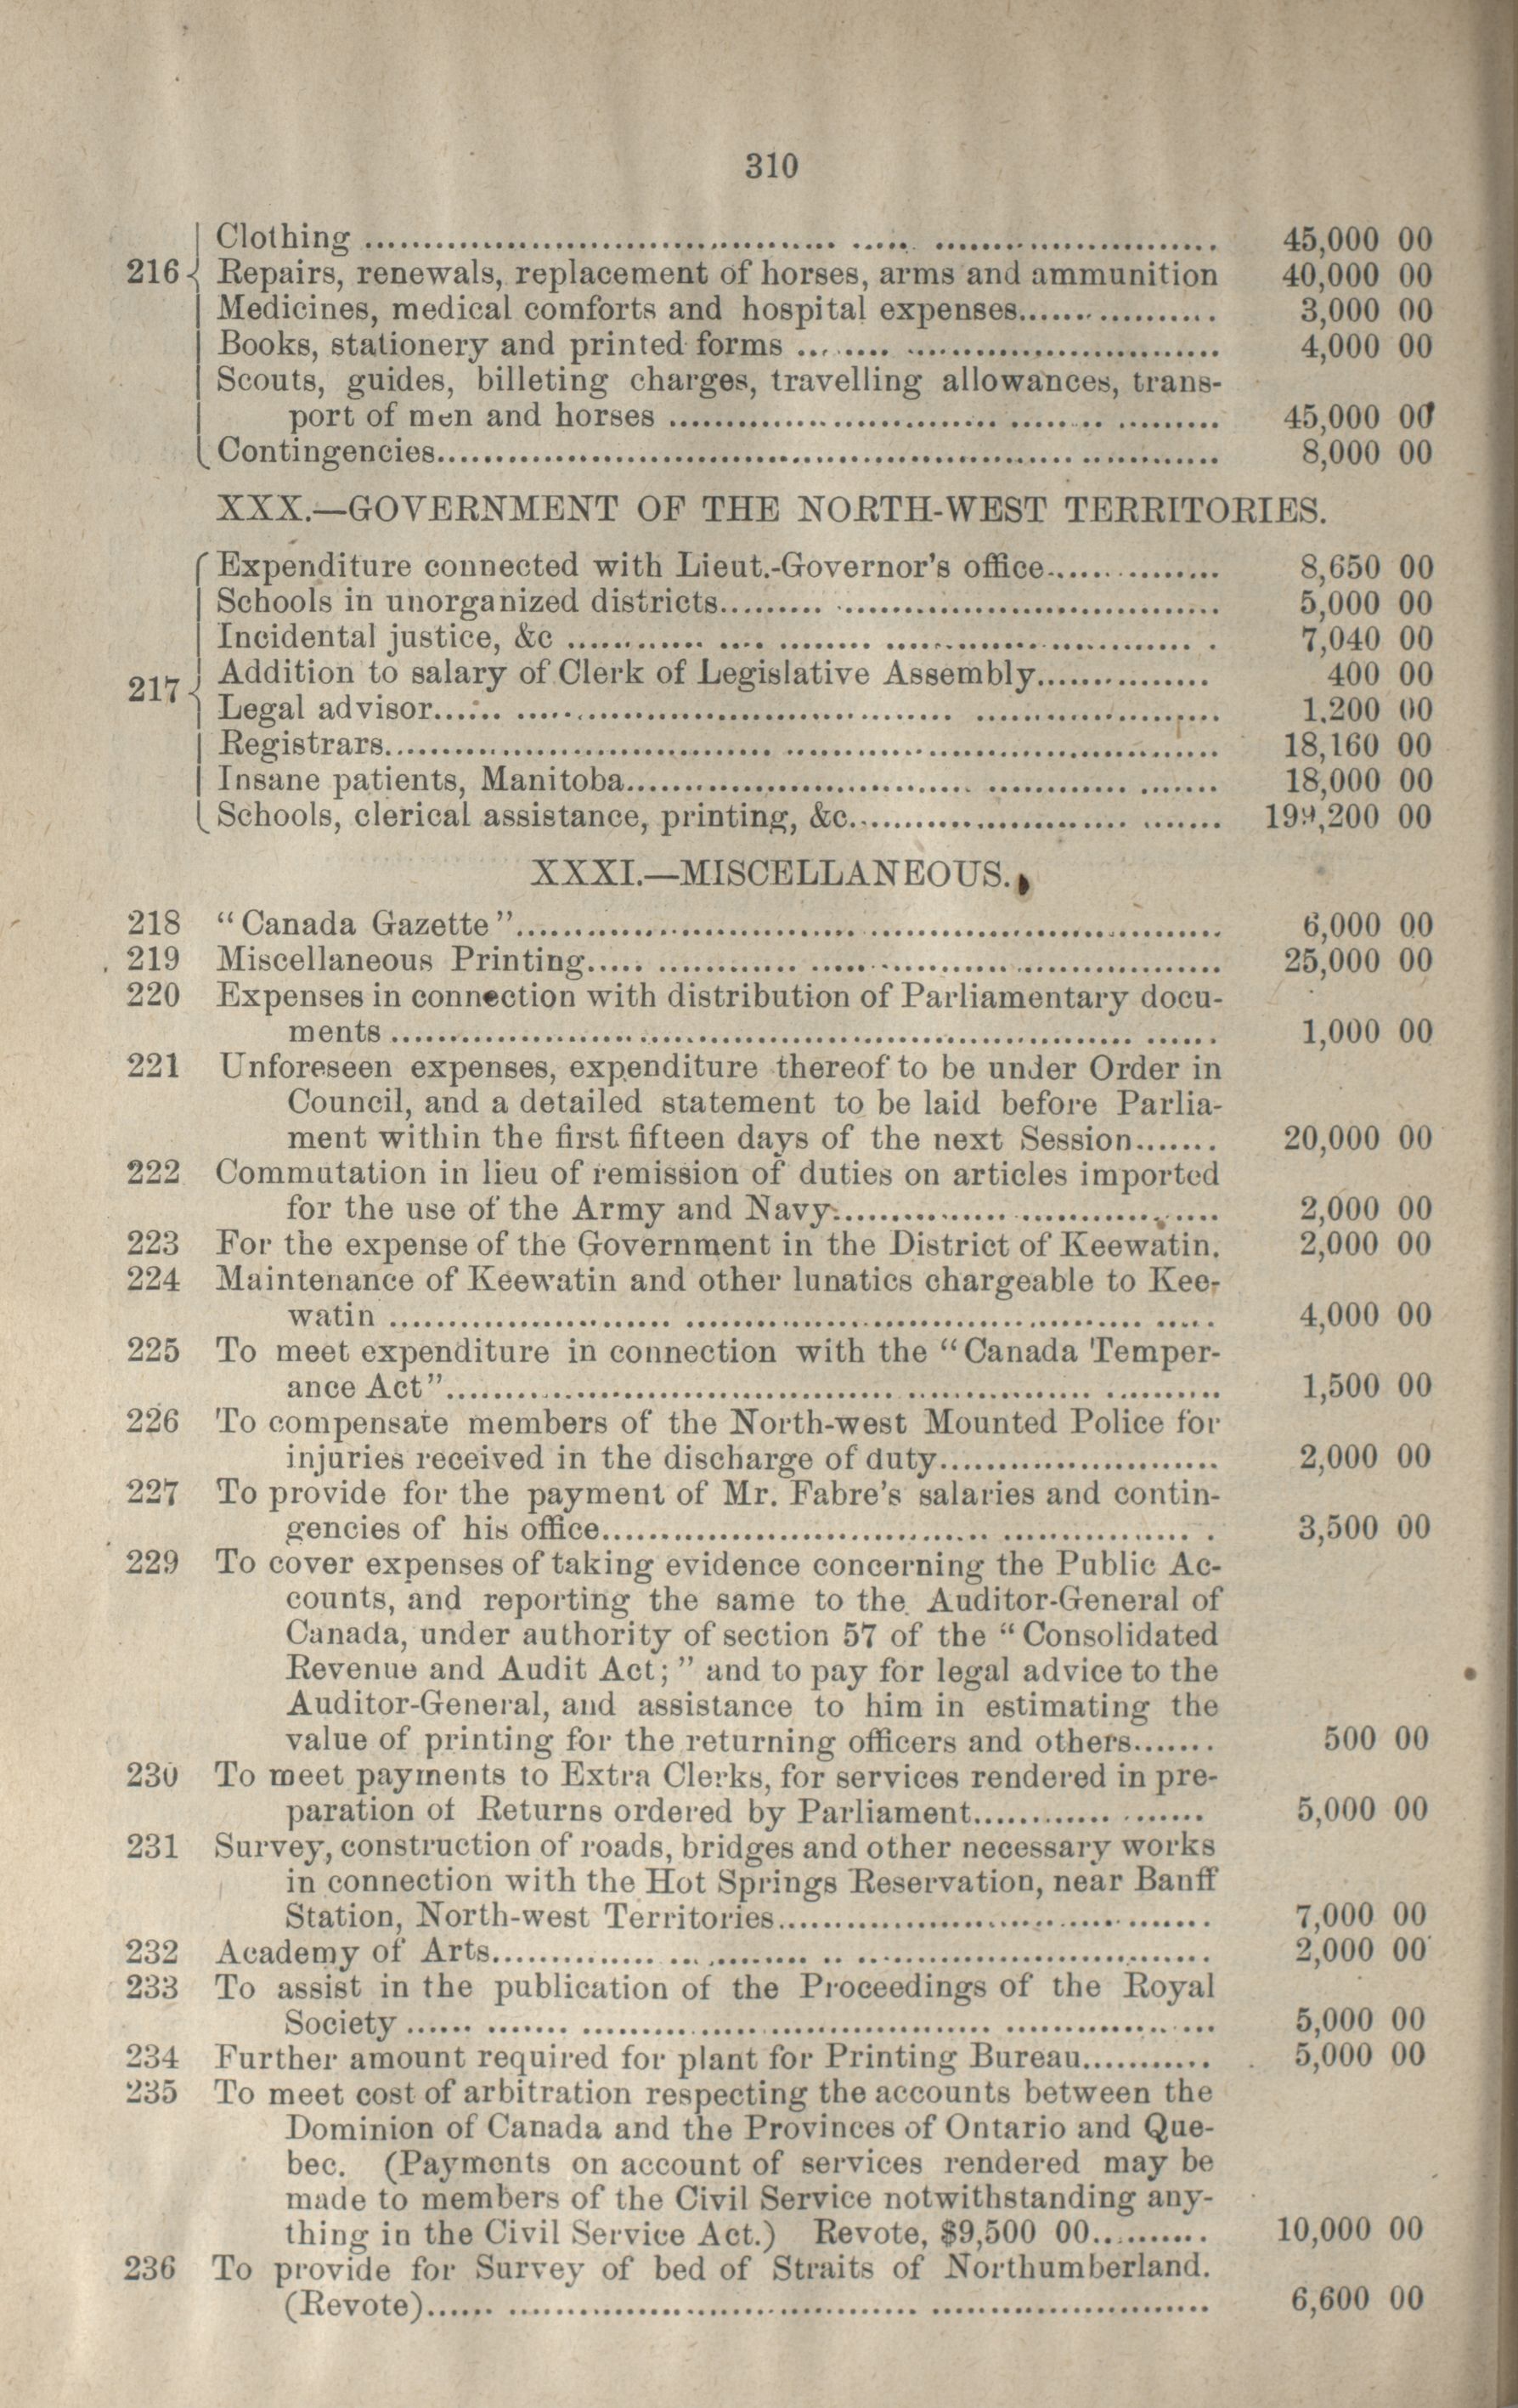 310
Clothing ........ 45,000 00
216 Repairs, renewals, replacement of horses, arms and ammunition 40,000 00
Medicines, medical comforts and hospital expenses........ 3,000 00
Books, stationery and printed forms ........ 4,000 00
Scouts, guides, billeting charges, travelling allowances, trans-
port of men and horses ........ 45,000 00
Contingencies........ 8,000 00
XXX.—GOVERNMENT OF THE NORTH-WEST TERRITORIES.
Expenditure connected with Lieut.-Governor's office........ 8,650 00
Schools in unorganized districts........ 5,000 00
Incidental justice, &c ........ 7,040 00
217 Addition to salary of Clerk of Legislative Assembly........ 400 00
Legal advisor........ 1,200 00
Registrars........ 18,160 00
Insane patients, Manitoba........ 18,000 00
Schools, clerical assistance, printing, &c........ 00
XXXI.—MISCELLANEOUS.
218 "Canada Gazette"........ 6,000 00
219 Miscellaneous Printing........ 25,000 00
220 Expenses in connection with distribution of Parliamentary docu-
ments ........ 1,000 00
221 Unforeseen expenses, expenditure thereof to be under Order in
Council, and a detailed statement to be laid before Parlia-
ment within the first fifteen days of the next Session........ 20,000 00
222 Commutation in lieu of remission of duties on articles imported
for the use of the Army and Navy........ 2,000 00
223 For the expense of the Government in the District of Keewatin. 2,000 00
224 Maintenance of Keewatin and other lunatics chargeable to Kee-
watin ........ 4,000 00
225 To meet expenditure in connection with the "Canada Temper-
ance Act"........ 1,500 00
226 To compensate members of the North-west Mounted Police for
injuries received in the discharge of duty........ 2,000 00
227 To provide for the payment of Mr. Fabre's salaries and contin-
gencies of his office........ 3,500 00
229 To cover expenses of taking evidence concerning the Public Ac-
counts, and reporting the same to the Auditor-General of
Canada, under authority of section 57 of the "Consolidated
Revenue and Audit Act;" and to pay for legal advice to the
Auditor-General, and assistance to him in estimating the
value of printing for the returning officers and others........ 500 00
230 To meet payments to Extra Clerks, for services rendered in pre-
paration of Returns ordered by Parliament........ 5,000 00
231 Survey, construction of roads, bridges and other necessary works
in connection with the Hot Springs Reservation, near Banff
Station, North-west Territories........ 7,000 00
232 Academy of Arts........ 2,000 00
233 To assist in the publication of the Proceedings of the Royal
Society ........ 5,000 00
234 Further amount required for plant for Printing Bureau........ 5,000 00
235 To meet cost of arbitration respecting the accounts between the
Dominion of Canada and the Provinces of Ontario and Que-
bec. (Payments on account of services rendered may be
made to members of the Civil Service notwithstanding any-
thing in the Civil Service Act.) Revote, $9,500 00........ 10,000 00
236 To provide for Survey of bed of Straits of Northumberland.
(Revote)........ 6,600 00